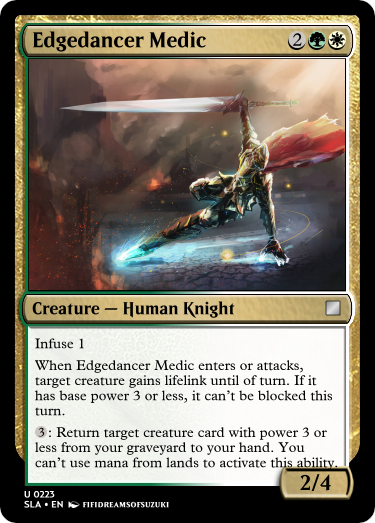 Edgedancer Medic 2
Creature — Human Knight
Infuse 1
When Edgedancer Medic enters or attacks,
target creature gains lifelink until of turn. If it
has base power 3 or less, it can't be blocked this
turn.
3: Return target creature card with power 3 or
less from your graveyard to your hand. You
can't use mana from lands to activate this ability.
2/4
U 0223
SLA • EN FIFIDREAMSOFSUZUKI